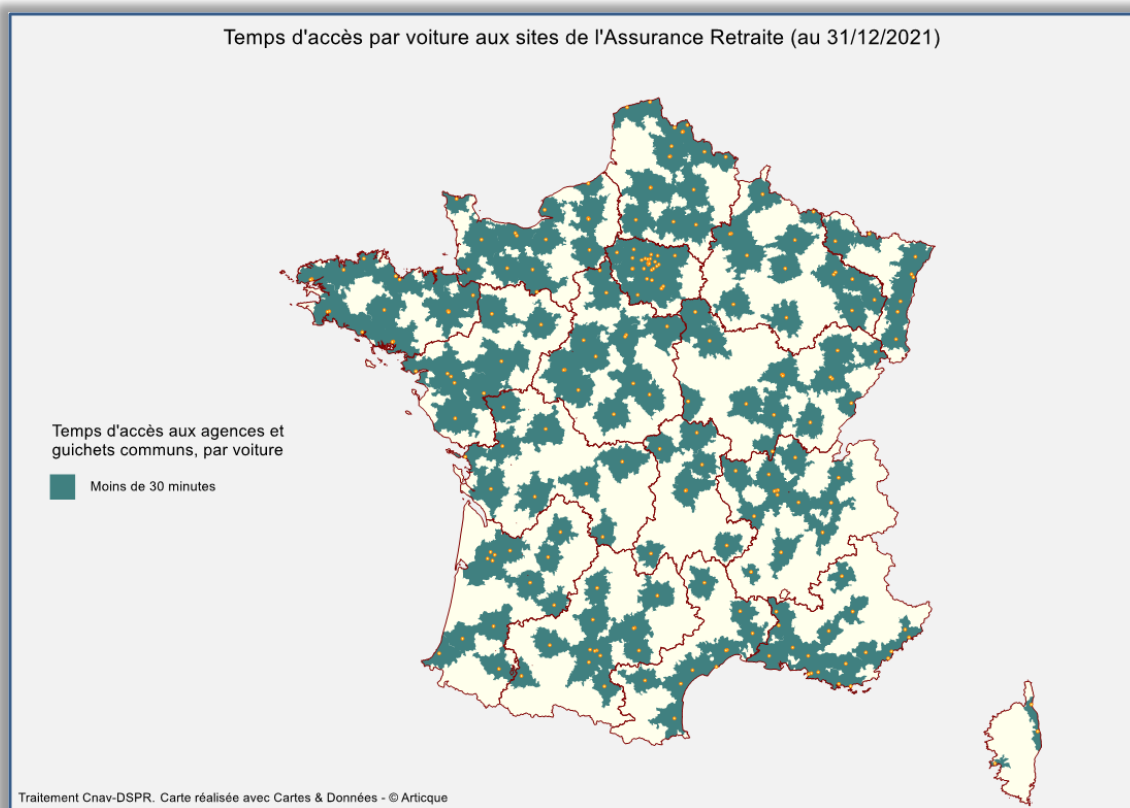 Temps d'accès par voiture aux sites de l'Assurance Retraite (au 31/12/2021)
Temps d'accès aux agences et
guichets communs, par voiture
Moins de 30 minutes
Traitement Cnav-DSPR. Carte réalisée avec Cartes & Données - © Articque